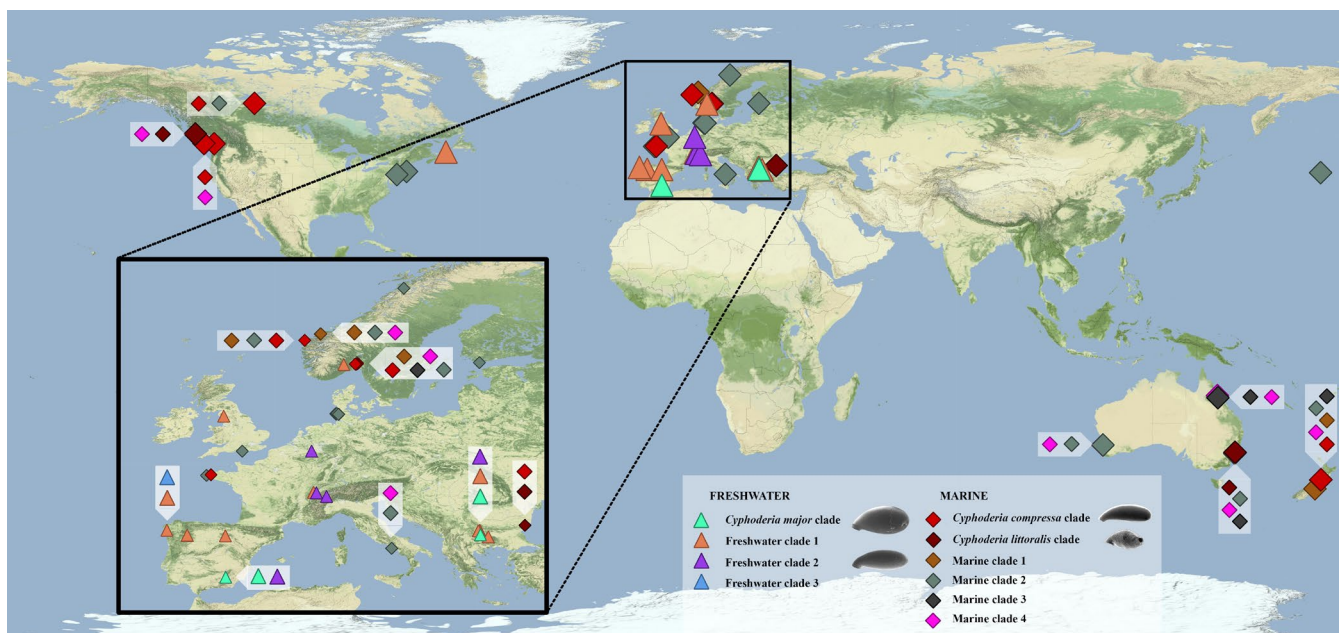 FRESHWATER
Cyphoderia major clade
Freshwater clade 1
Freshwater clade 2
Freshwater clade 3
MARINE
Cyphoderia compressa clade
Cyphoderia littoralis clade
Marine clade 1
Marine clade 2
Marine clade 3
Marine clade 4